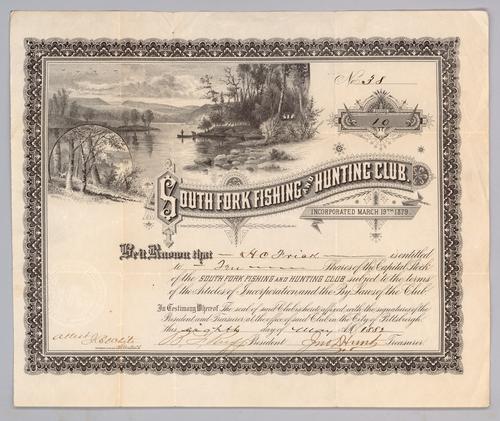 No. 38
10
SOUTH FORK FISHING AND HUNTING CLUB.
INCORPORATED MARCH 19TH 1879.
Be it Known that H C Frick is entitled
to Ten Shares of the Capital Stock
of the SOUTH FORK FISHING AND HUNTING CLUB subject to the terms
of the Articles of Incorporation and the By Laws of the Club
In Testimony Whereof The seal of said Club is hereto affixed with the signatures of the
President and Treasurer at the office of said Club in the City of Pittsburgh
this eighth day of May
attest President Treasurer